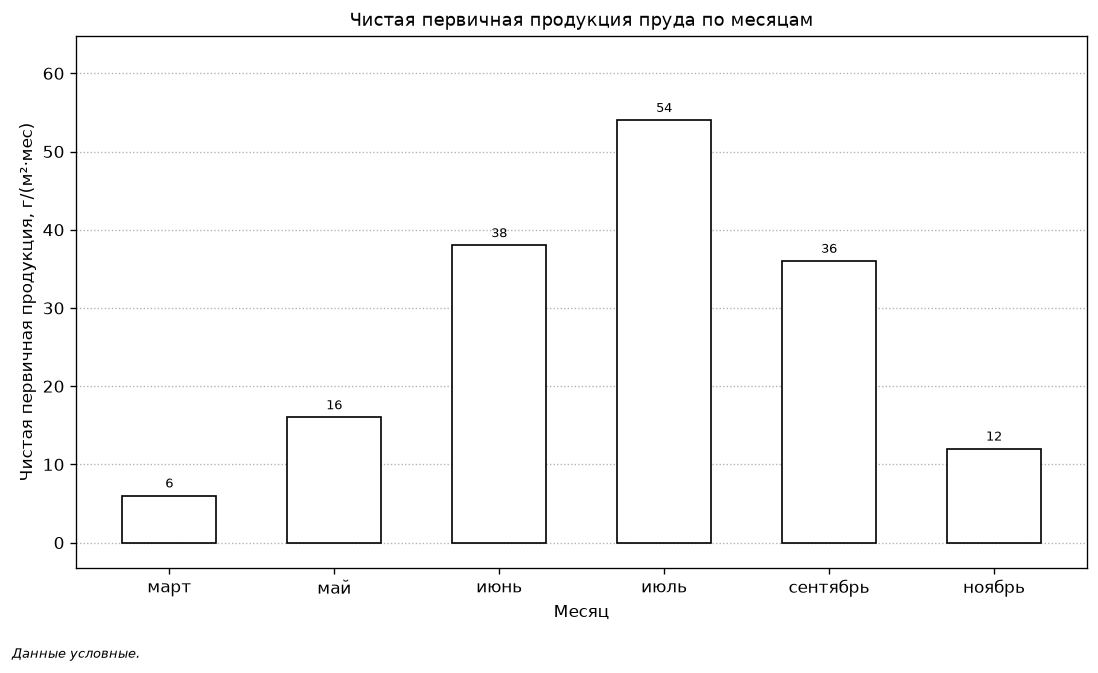 Чистая первичная продукция пруда по месяцам
Чистая первичная продукция, г/(м²·мес)
60
50
40
30
20
10
0
6
16
38
54
36
12
март
май
июнь
июль
сентябрь
ноябрь
Месяц
Данные условные.